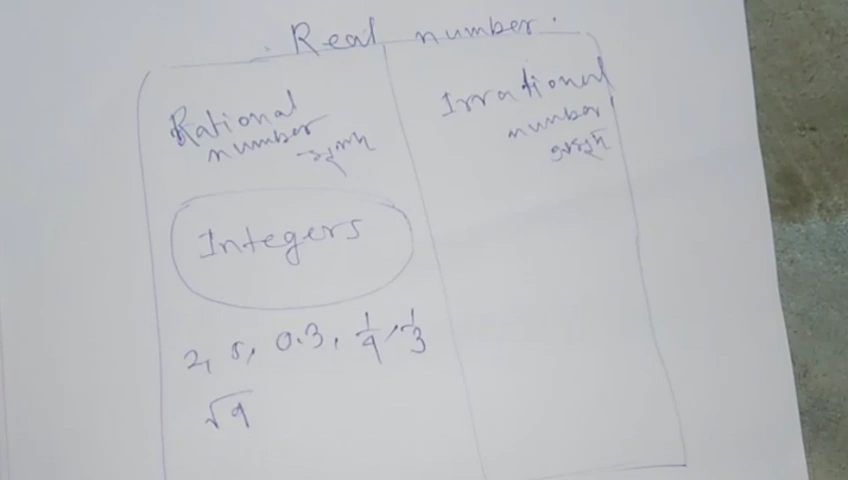 Real number.
Rational
number
Irrational
number
Integers
2, 5, 0.3, 1/4, 1/3
√9